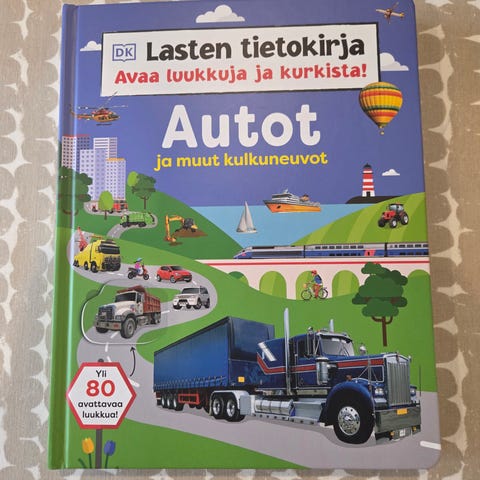 DK
Lasten tietokirja
Avaa luukkuja ja kurkista!
Autot
ja muut kulkuneuvot
Yli
80
avattavaa
luukkua!